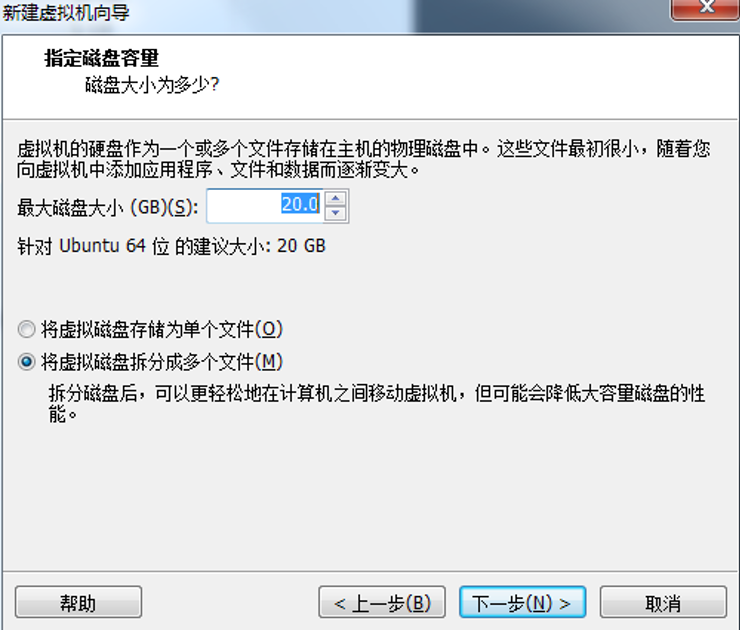 新建虚拟机向导
指定磁盘容量
磁盘大小为多少?
虚拟机的硬盘作为一个或多个文件存储在主机的物理磁盘中。这些文件最初很小，随着您
向虚拟机中添加应用程序、文件和数据而逐渐变大。
最大磁盘大小 (GB)(S): 20.0
针对 Ubuntu 64 位 的建议大小: 20 GB
将虚拟磁盘存储为单个文件(O)
将虚拟磁盘拆分成多个文件(M)
拆分磁盘后，可以更轻松地在计算机之间移动虚拟机，但可能会降低大容量磁盘的性
能。
帮助 < 上一步(B) 下一步(N) > 取消